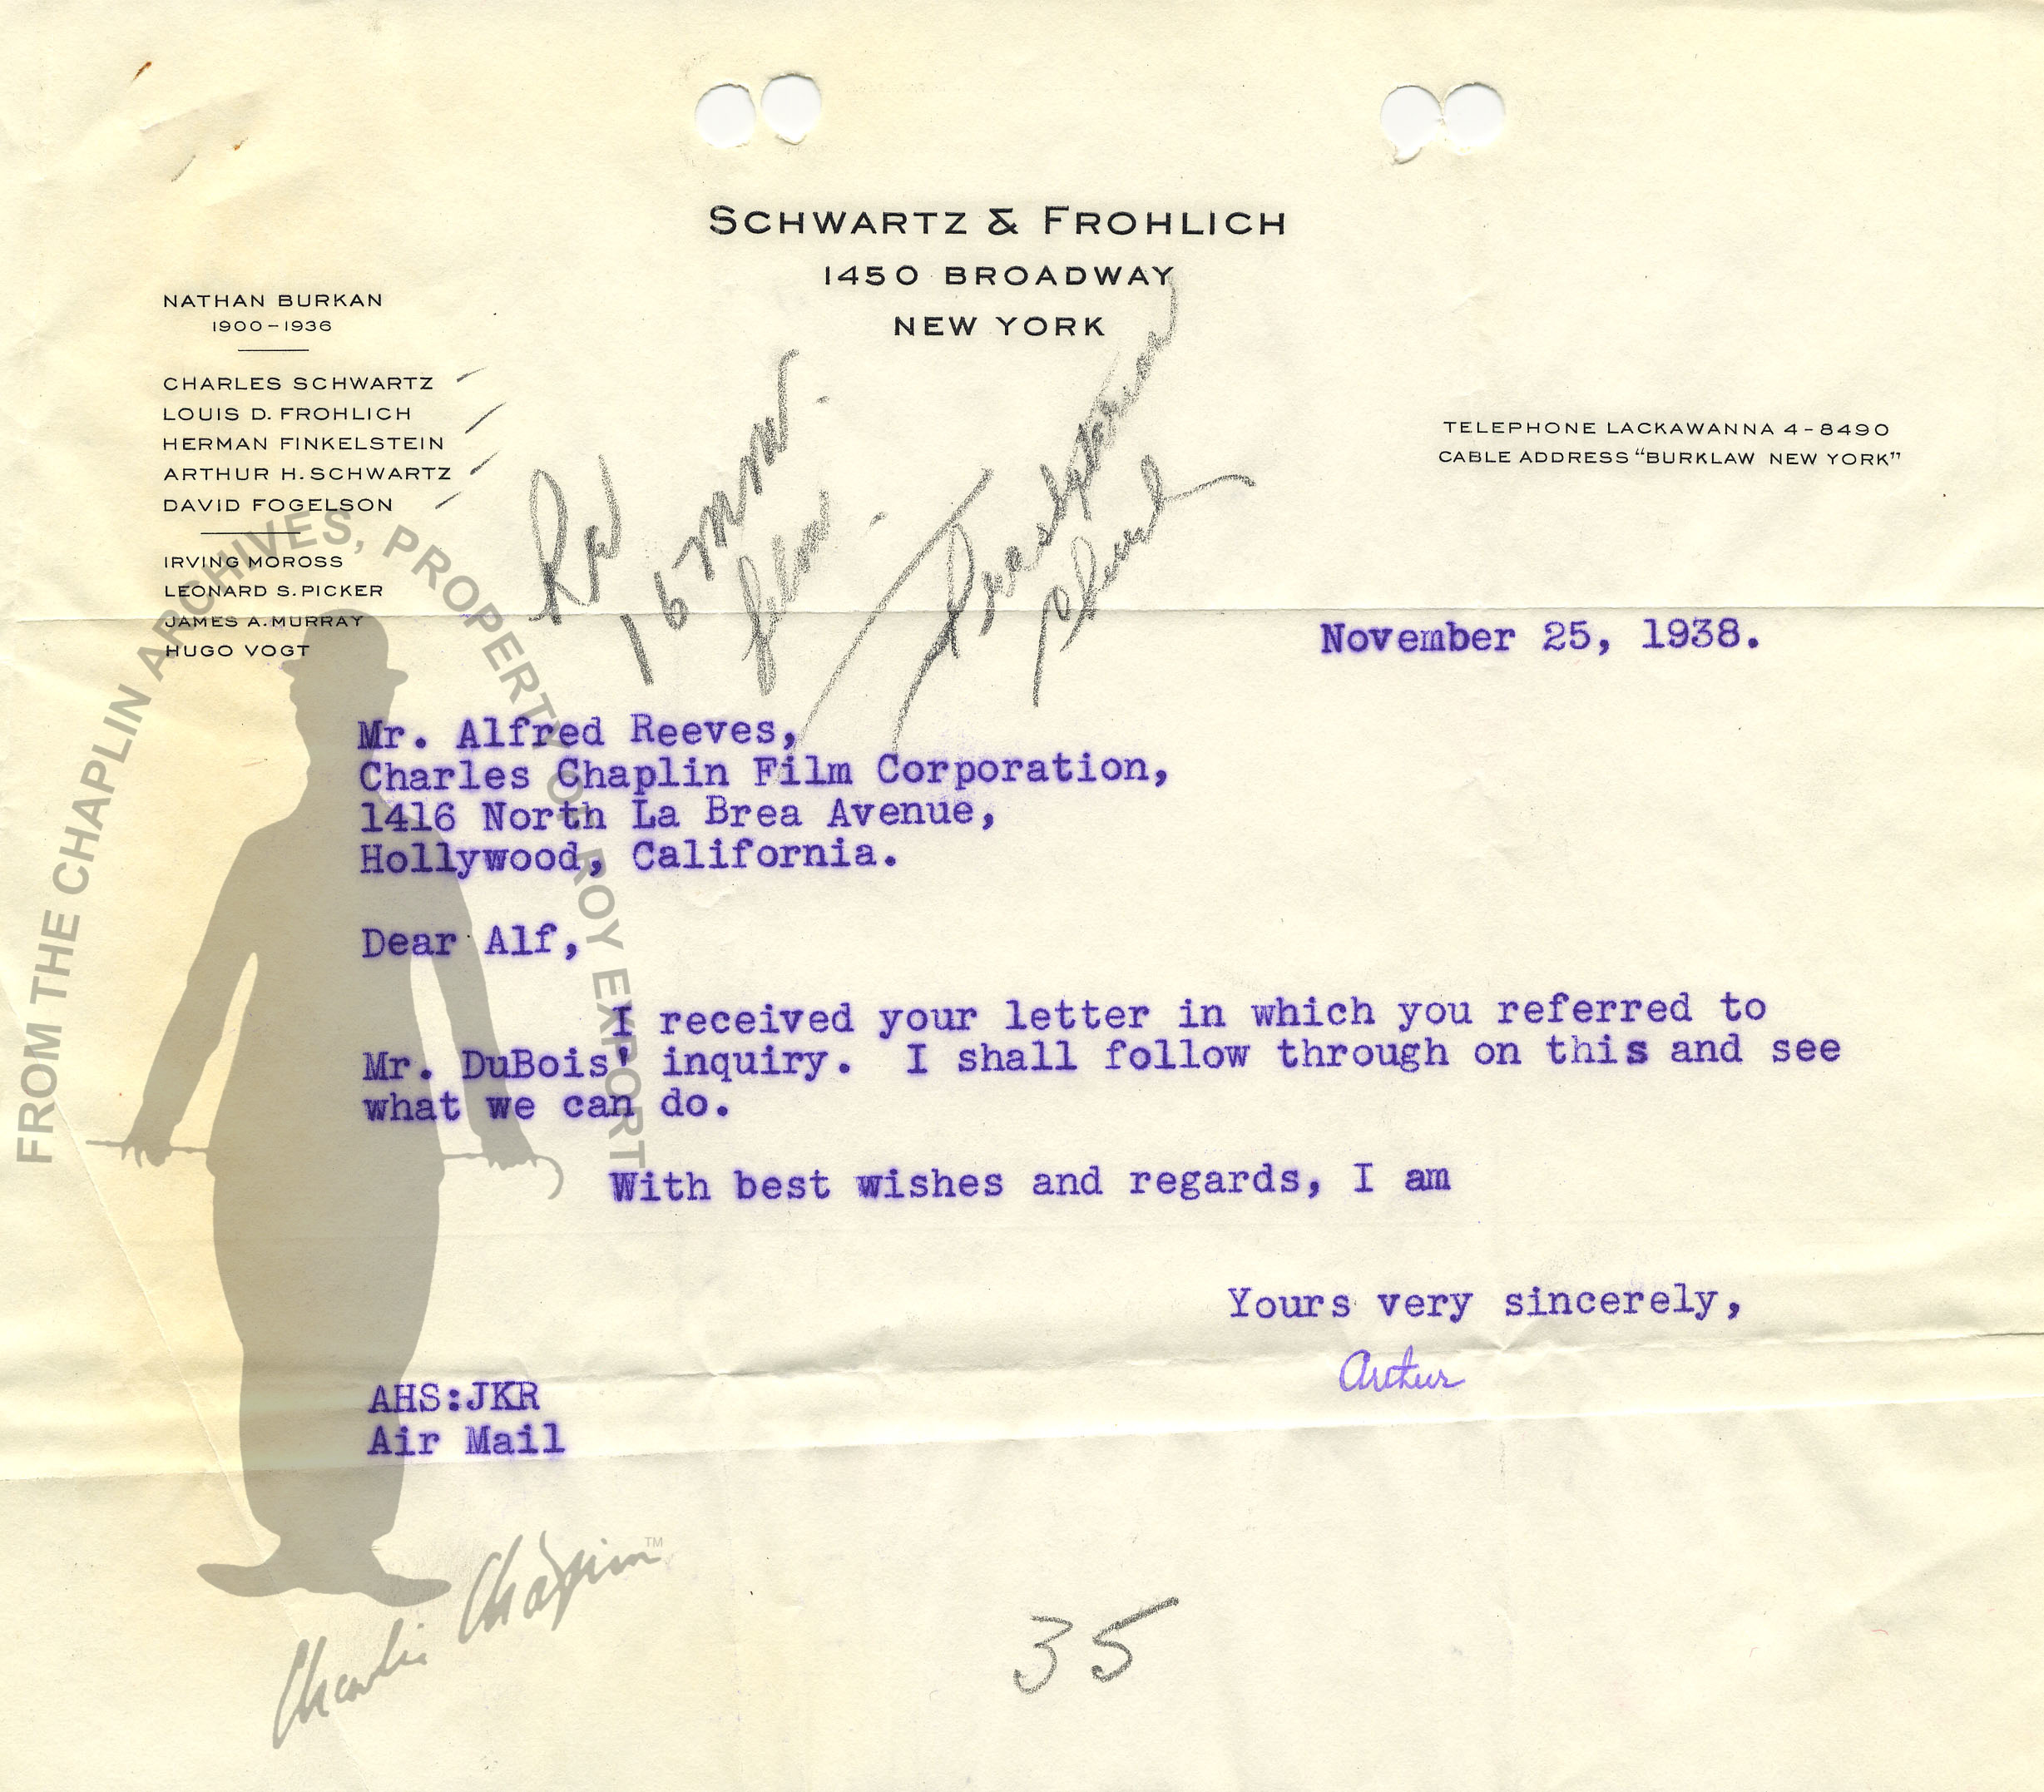 SCHWARTZ & FROHLICH
1450 BROADWAY
NEW YORK
NATHAN BURKAN
1900-1936
CHARLES SCHWARTZ
LOUIS D. FROHLICH
HERMAN FINKELSTEIN
ARTHUR H. SCHWARTZ
DAVID FOGELSON
IRVING MOROSS
LEONARD S. PICKER
JAMES A. MURRAY
HUGO VOGT
TELEPHONE LACKAWANNA 4-8490
CABLE ADDRESS "BURKLAW NEW YORK"
16 mm.
film.
November 25, 1938.
Mr. Alfred Reeves,
Charles Chaplin Film Corporation,
1416 North La Brea Avenue,
Hollywood, California.
Dear Alf,
I received your letter in which you referred to
Mr. DuBois' inquiry. I shall follow through on this and see
what we can do.
With best wishes and regards, I am
Yours very sincerely,
Arthur
AHS:JKR
Air Mail
35
FROM THE CHAPLIN ARCHIVES, PROPERTY OF ROY EXPORT
Charlie Chaplin™